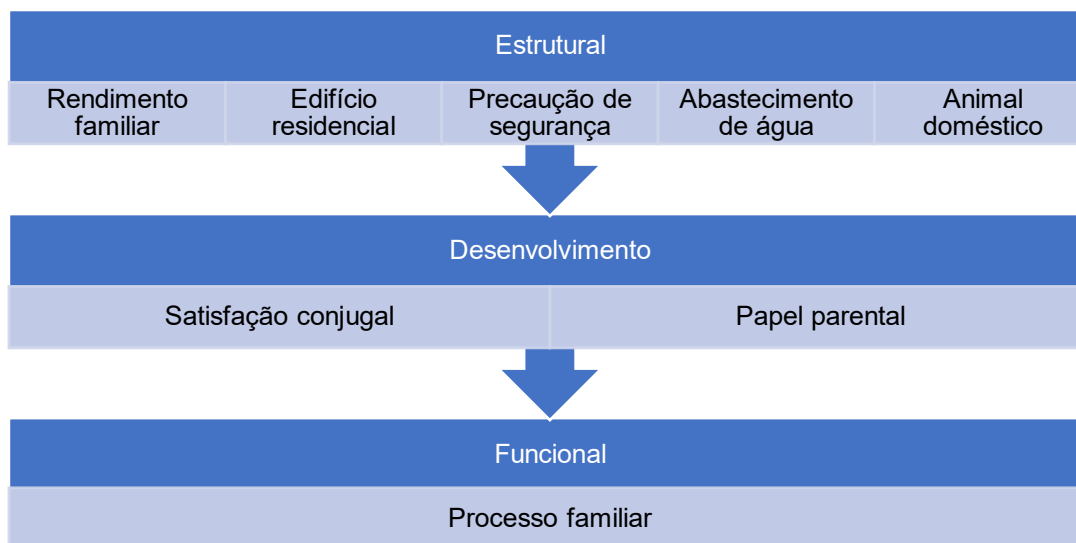 Estrutural
Rendimento
familiar
Edifício
residencial
Precaução de
segurança
Abastecimento
de água
Animal
doméstico
Desenvolvimento
Satisfação conjugal
Papel parental
Funcional
Processo familiar